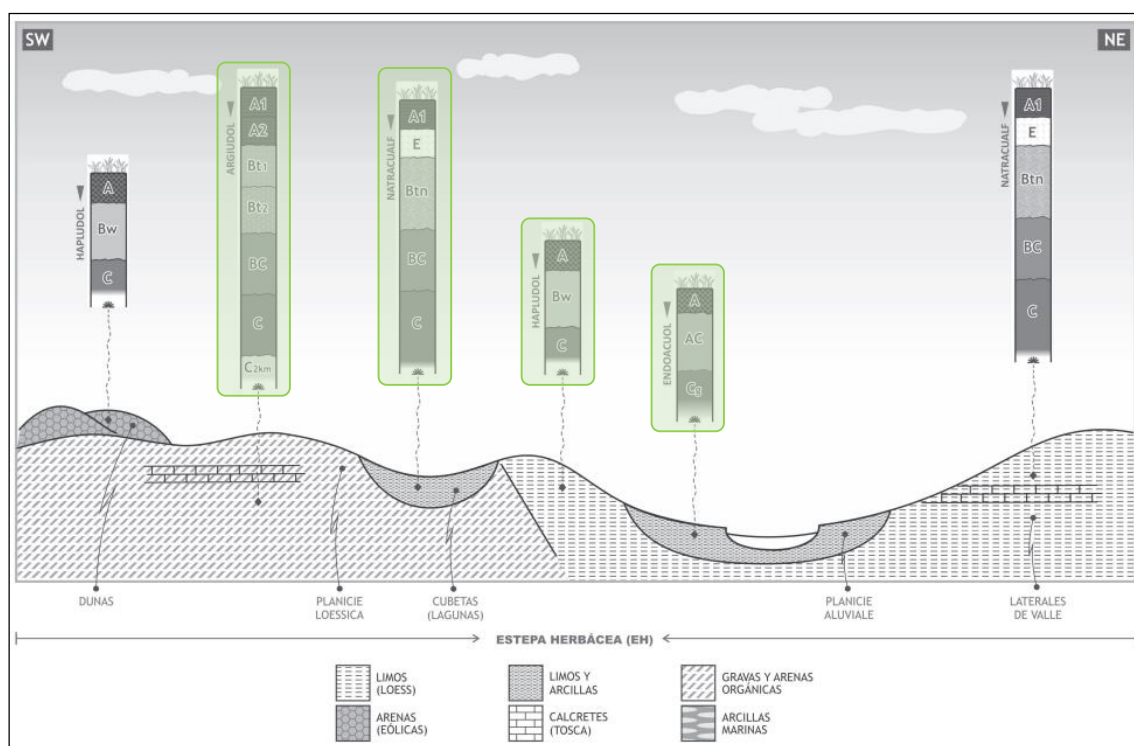 SW
NE
HAPLUDOL
A
Bw
C
ARGIUDOL
A1
A2
Bt1
Bt2
BC
C
C2km
NATRACUALF
A1
E
Btn
BC
C
HAPLUDOL
A
Bw
C
ENDOACUOL
A
AC
Cg
NATRACUALF
A1
E
Btn
BC
C
DUNAS
PLANICIE
LOESSICA
CUBETAS
(LAGUNAS)
PLANICIE
ALUVIALE
LATERALES
DE VALLE
ESTEPA HERBÁCEA (EH)
LIMOS
(LOESS)
LIMOS Y
ARCILLAS
GRAVAS Y ARENAS
ORGÁNICAS
ARENAS
(EÓLICAS)
CALCRETES
(TOSCA)
ARCILLAS
MARINAS